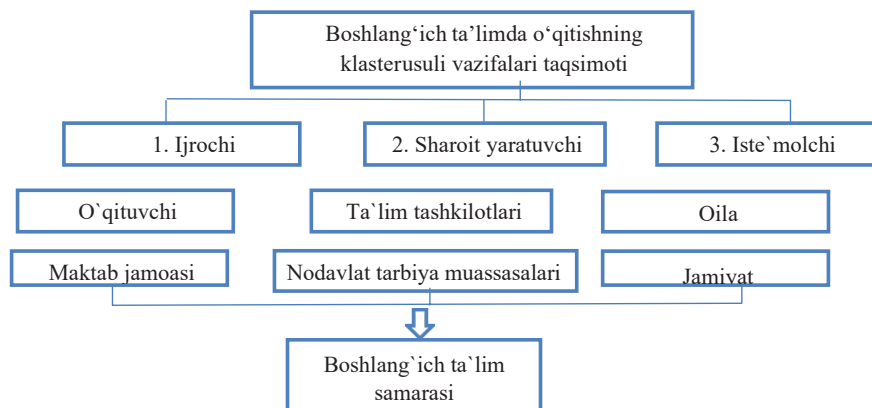 Boshlang‘ich ta’limda o‘qitishning
klasterusuli vazifalari taqsimoti
1. Ijrochi
2. Sharoit yaratuvchi
3. Iste`molchi
O`qituvchi
Ta`lim tashkilotlari
Oila
Maktab jamoasi
Nodavlat tarbiya muassasalari
Jamivat
Boshlang`ich ta`lim
samarasi